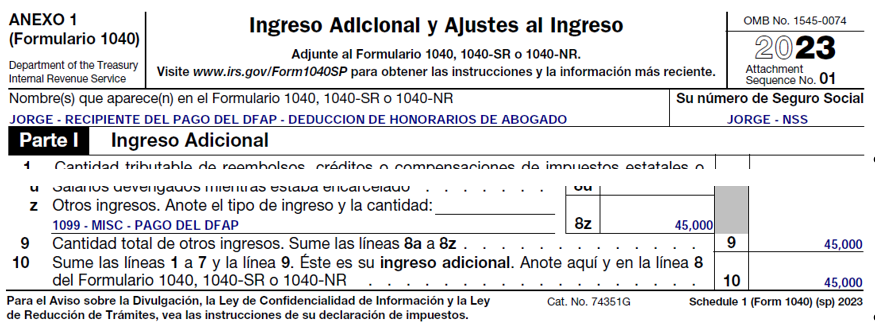 ANEXO 1
(Formulario 1040)
Department of the Treasury
Internal Revenue Service
Ingreso Adicional y Ajustes al Ingreso
Adjunte al Formulario 1040, 1040-SR o 1040-NR.
Visite www.irs.gov/Form1040SP para obtener las instrucciones y la información más reciente.
OMB No. 1545-0074
2023
Attachment
Sequence No. 01
Nombre(s) que aparece(n) en el Formulario 1040, 1040-SR o 1040-NR
Su número de Seguro Social
JORGE - RECIPIENTE DEL PAGO DEL DFAP - DEDUCCION DE HONORARIOS DE ABOGADO
JORGE - NSS
Parte I Ingreso Adicional
1 Cantidad tributable de reembolsos, créditos o compensaciones de impuestos estatales o
u Salarios devengados mientras estaba encarcelado . . . . . . 8u
z Otros ingresos. Anote el tipo de ingreso y la cantidad:
1099 - MISC - PAGO DEL DFAP 8z 45,000
9 Cantidad total de otros ingresos. Sume las líneas 8a a 8z . . . . . . . . . . . . . 9 45,000
10 Sume las líneas 1 a 7 y la línea 9. Éste es su ingreso adicional. Anote aquí y en la línea 8
del Formulario 1040, 1040-SR o 1040-NR . . . . . . . . . . . . . . . . . 10 45,000
Para el Aviso sobre la Divulgación, la Ley de Confidencialidad de Información y la Ley
de Reducción de Trámites, vea las instrucciones de su declaración de impuestos.
Cat. No. 74351G
Schedule 1 (Form 1040) (sp) 2023